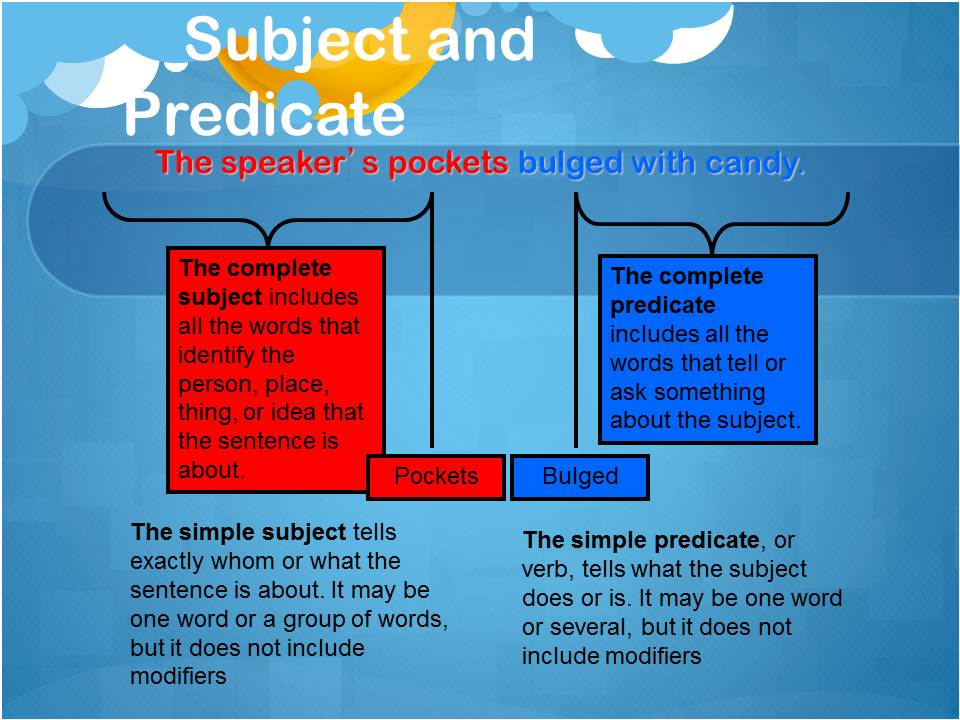 Subject and
Predicate
The speaker’ s pockets bulged with candy.
The complete
subject includes
all the words that
identify the
person, place,
thing, or idea that
the sentence is
about.
The complete
predicate
includes all the
words that tell or
ask something
about the subject.
Pockets
Bulged
The simple subject tells
exactly whom or what the
sentence is about. It may be
one word or a group of words,
but it does not include
modifiers
The simple predicate, or
verb, tells what the subject
does or is. It may be one word
or several, but it does not
include modifiers